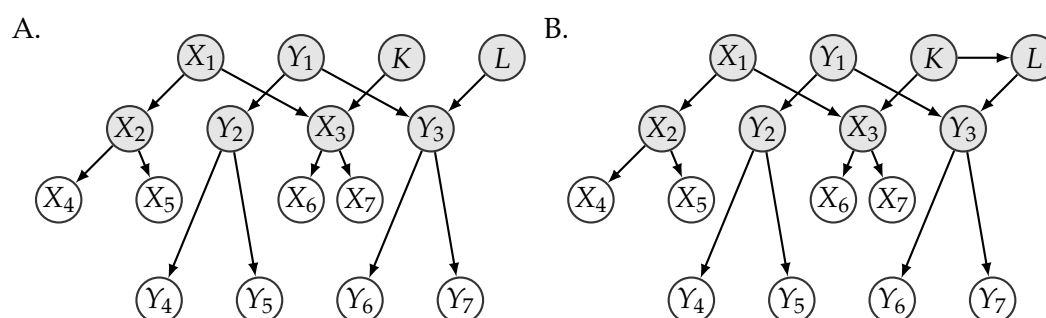 A.
X₁ Y₁ K L
X₂ Y₂ X₃ Y₃
X₄ X₅ X₆ X₇
Y₄ Y₅ Y₆ Y₇
B.
X₁ Y₁ K L
X₂ Y₂ X₃ Y₃
X₄ X₅ X₆ X₇
Y₄ Y₅ Y₆ Y₇